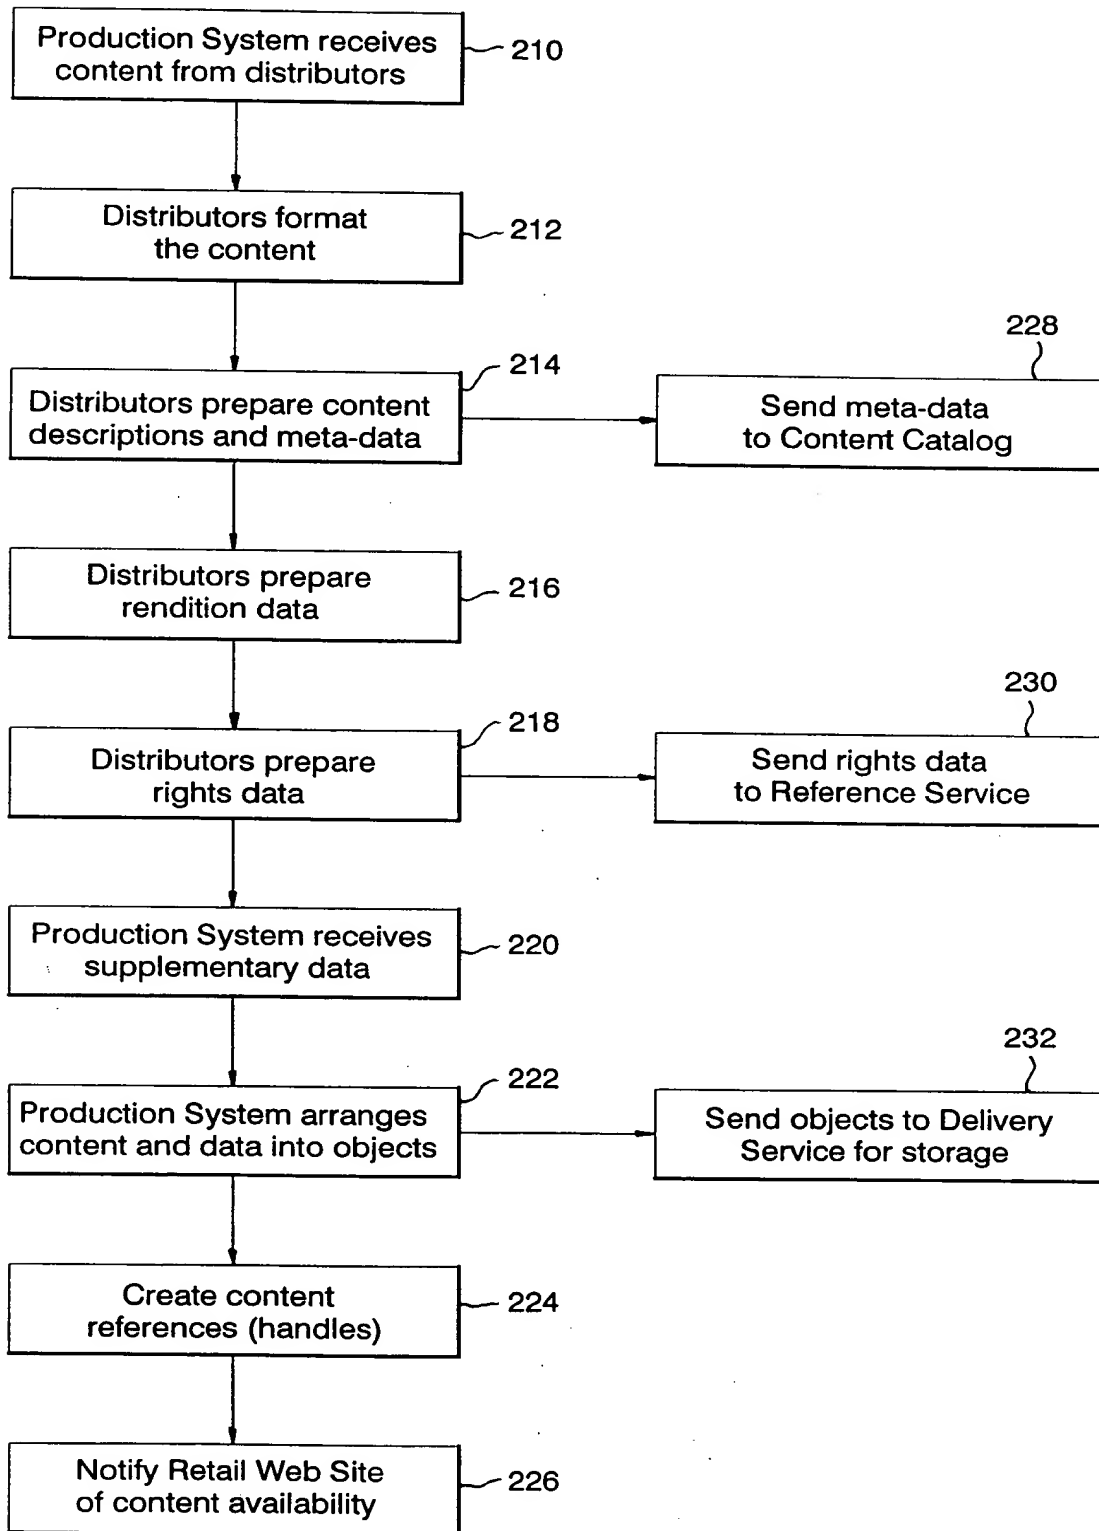 Production System receives
content from distributors
210
Distributors format
the content
212
Distributors prepare content
descriptions and meta-data
214
228
Send meta-data
to Content Catalog
Distributors prepare
rendition data
216
Distributors prepare
rights data
218
230
Send rights data
to Reference Service
Production System receives
supplementary data
220
Production System arranges
content and data into objects
222
232
Send objects to Delivery
Service for storage
Create content
references (handles)
224
Notify Retail Web Site
of content availability
226